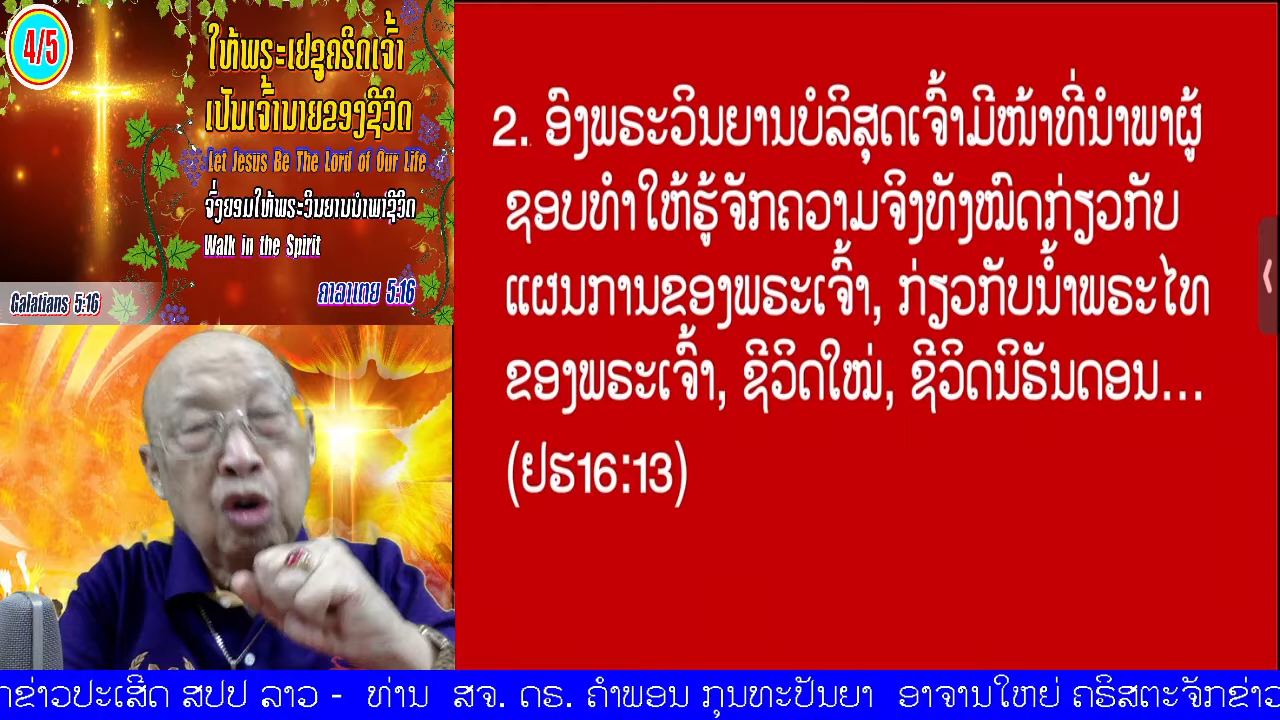 4/5
ໃຫ້ພຣະເຢຊູຄຣິດເຈົ້າ
ເປັນເຈົ້ານາຍຂອງຊີວິດ
Let Jesus Be The Lord of Our Life
ຈົ່ງຍອມໃຫ້ພຣະວິນຍານນຳພາຊີວິດ
Walk in the Spirit
ຄາລາເຕຍ 5:16
Galatians 5:16
2. ອົງພຣະວິນຍານບໍລິສຸດເຈົ້າມີໜ້າທີ່ນຳພາຜູ້
ຊອບທຳໃຫ້ຮູ້ຈັກຄວາມຈິງທັງໝົດກ່ຽວກັບ
ແຜນການຂອງພຣະເຈົ້າ, ກ່ຽວກັບນ້ຳພຣະໄທ
ຂອງພຣະເຈົ້າ, ຊີວິດໃໝ່, ຊີວິດນິຣັນດອນ...
(ຢຮ16:13)
ກຂ່າວປະເສີດ ສປປ ລາວ - ທ່ານ ສຈ. ດຣ. ຄຳພອນ ກຸນທະປັນຍາ ອາຈານໃຫຍ່ ຄຣິສຕະຈັກຂ່າວ